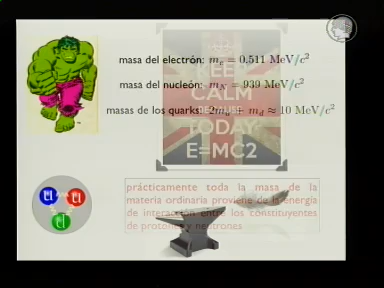 masa del electrón: mₑ = 0.511 MeV/c²
masa del nucleón: m_N = 939 MeV/c²
masas de los quarks: 2mᵤ + m_d ≈ 10 MeV/c²
KEEP
CALM
TODAY
E=MC2
prácticamente toda la masa de la
materia ordinaria proviene de la energía
de interacción entre los constituyentes
de protones y neutrones